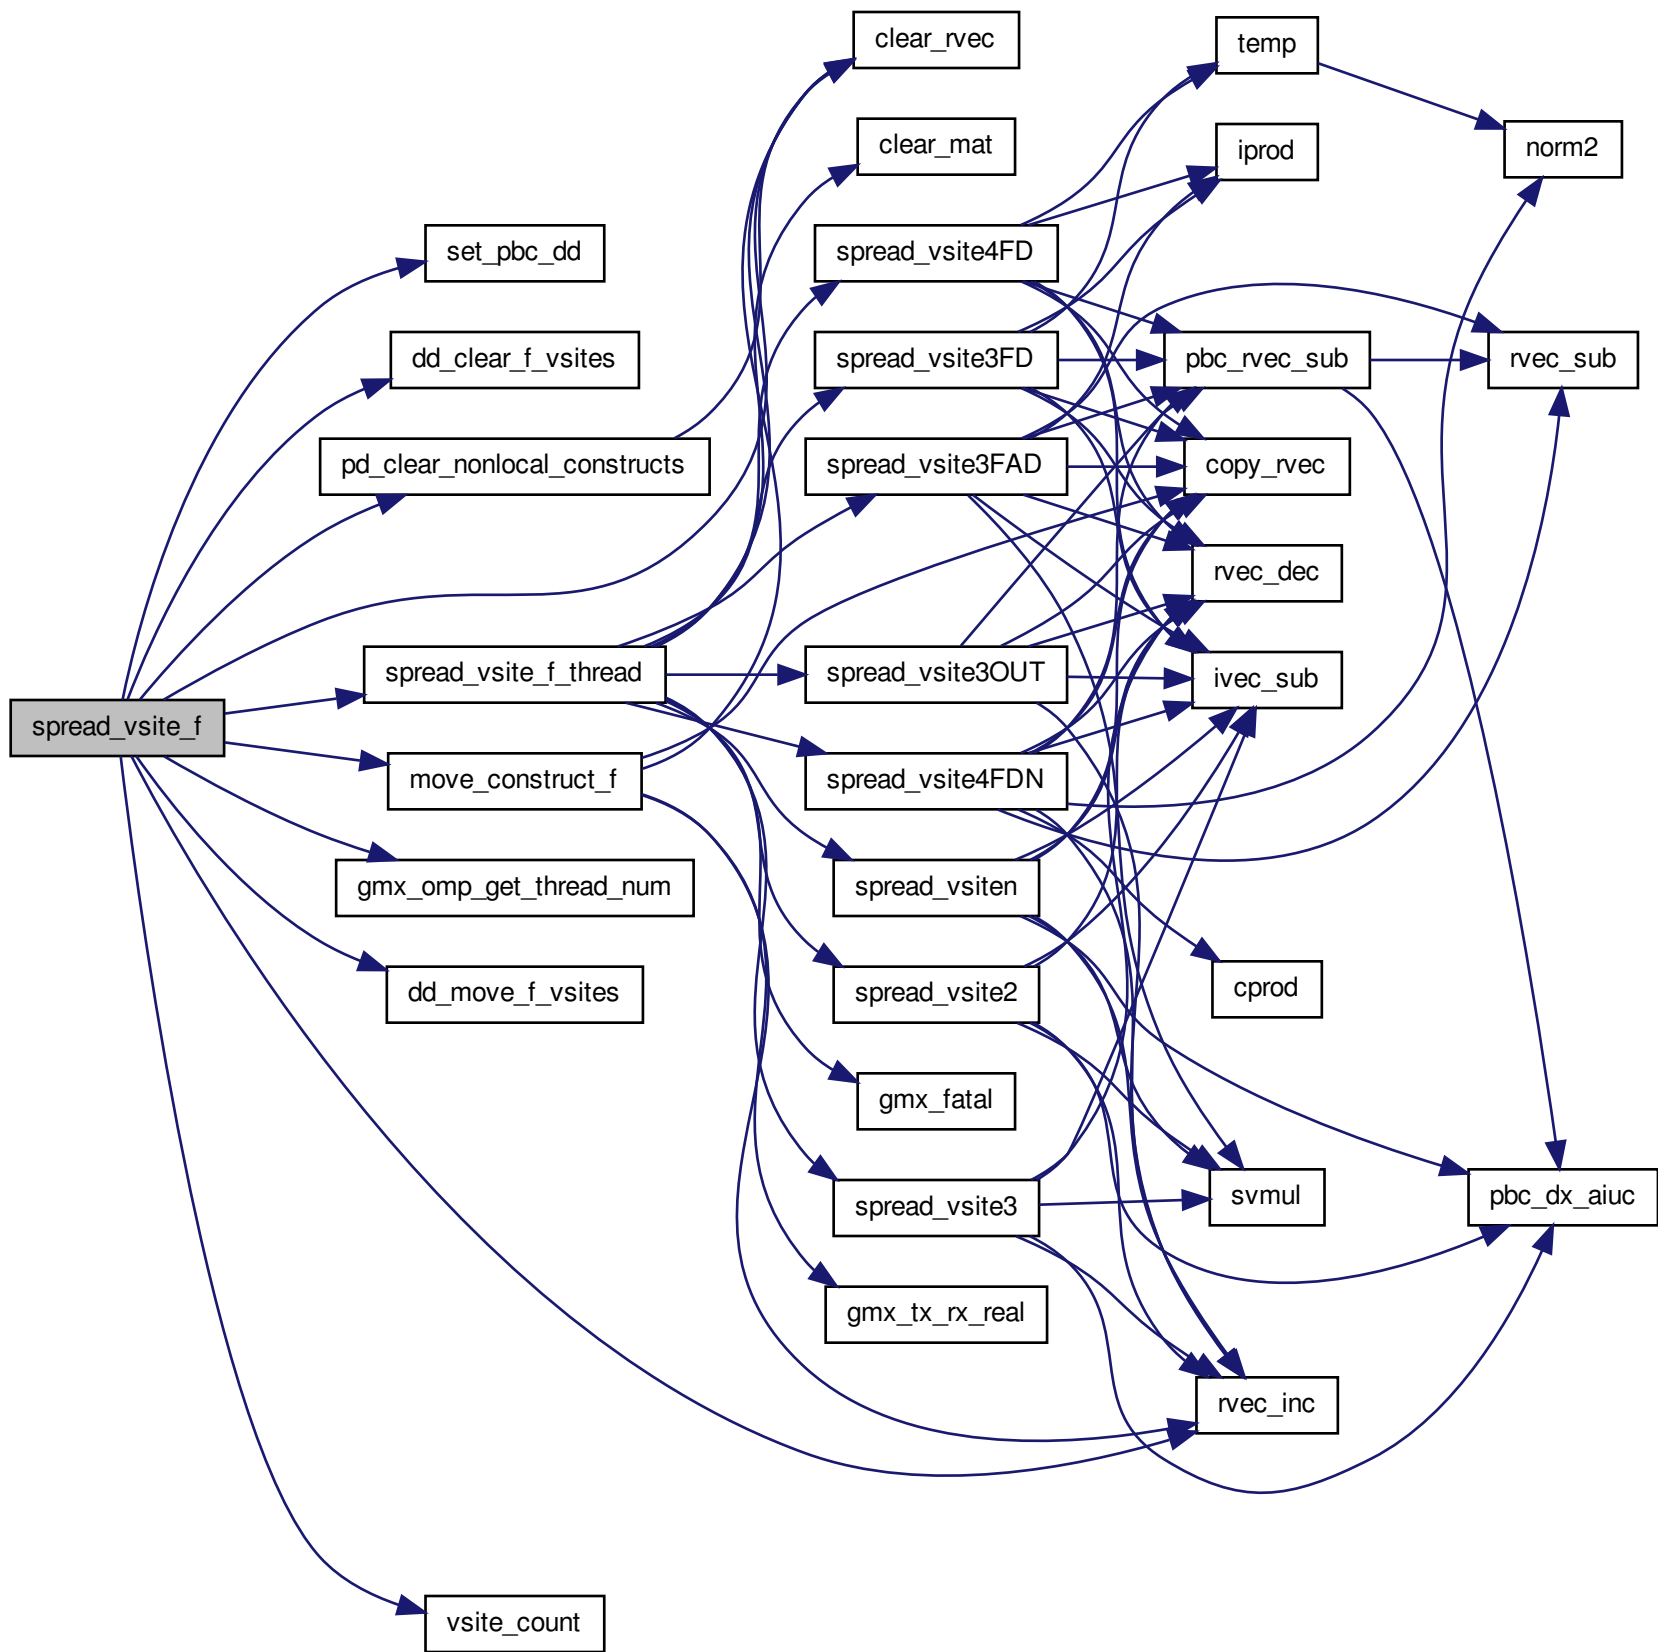 spread_vsite_f
set_pbc_dd
dd_clear_f_vsites
pd_clear_nonlocal_constructs
spread_vsite_f_thread
move_construct_f
gmx_omp_get_thread_num
dd_move_f_vsites
vsite_count
clear_rvec
clear_mat
spread_vsite4FD
spread_vsite3FD
spread_vsite3FAD
spread_vsite3OUT
spread_vsite4FDN
spread_vsiten
spread_vsite2
gmx_fatal
spread_vsite3
gmx_tx_rx_real
temp
iprod
pbc_rvec_sub
copy_rvec
rvec_dec
ivec_sub
cprod
svmul
rvec_inc
norm2
rvec_sub
pbc_dx_aiuc